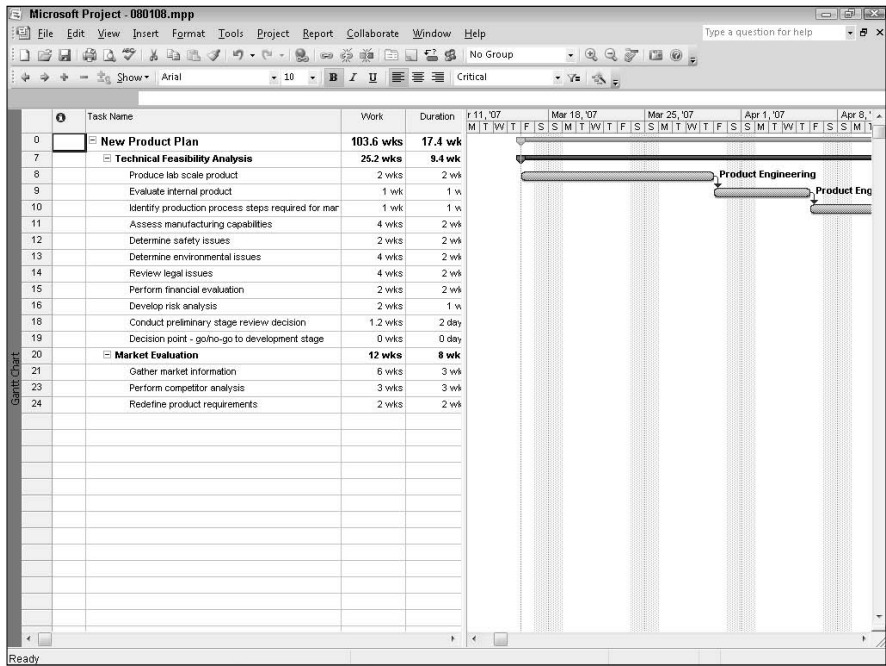 Microsoft Project - 080108.mpp
File Edit View Insert Format Tools Project Report Collaborate Window Help
Type a question for help
No Group
Show Arial 10 B I U Critical
Task Name Work Duration r 11, '07 Mar 18, '07 Mar 25, '07 Apr 1, '07 Apr 8, '
M T W T F S S M T W T F S S M T W T F S S M T W T F S S M T
0 New Product Plan 103.6 wks 17.4 wk
7 Technical Feasibility Analysis 25.2 wks 9.4 wk
8 Produce lab scale product 2 wks 2 wk Product Engineering
9 Evaluate internal product 1 wk 1 w Product Eng
10 Identify production process steps required for mar 1 wk 1 w
11 Assess manufacturing capabilities 4 wks 2 wk
12 Determine safety issues 2 wks 2 wk
13 Determine environmental issues 4 wks 2 wk
14 Review legal issues 4 wks 2 wk
15 Perform financial evaluation 2 wks 2 wk
16 Develop risk analysis 2 wks 1 w
18 Conduct preliminary stage review decision 1.2 wks 2 day
19 Decision point - go/no-go to development stage 0 wks 0 day
20 Market Evaluation 12 wks 8 wk
21 Gather market information 6 wks 3 wk
23 Perform competitor analysis 3 wks 3 wk
24 Redefine product requirements 2 wks 2 wk
Gantt Chart
Ready